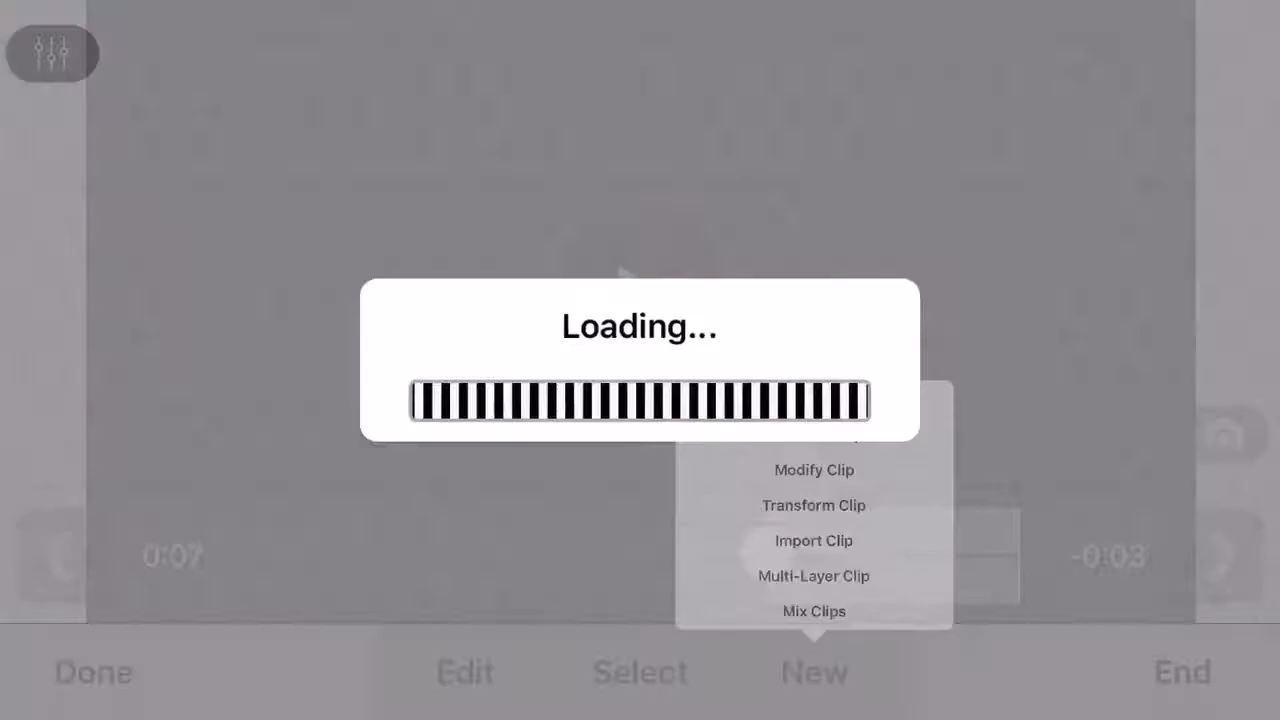 Loading...
Modify Clip
Transform Clip
Import Clip
0:07
-0:03
Multi-Layer Clip
Mix Clips
Done
Edit
Select
New
End